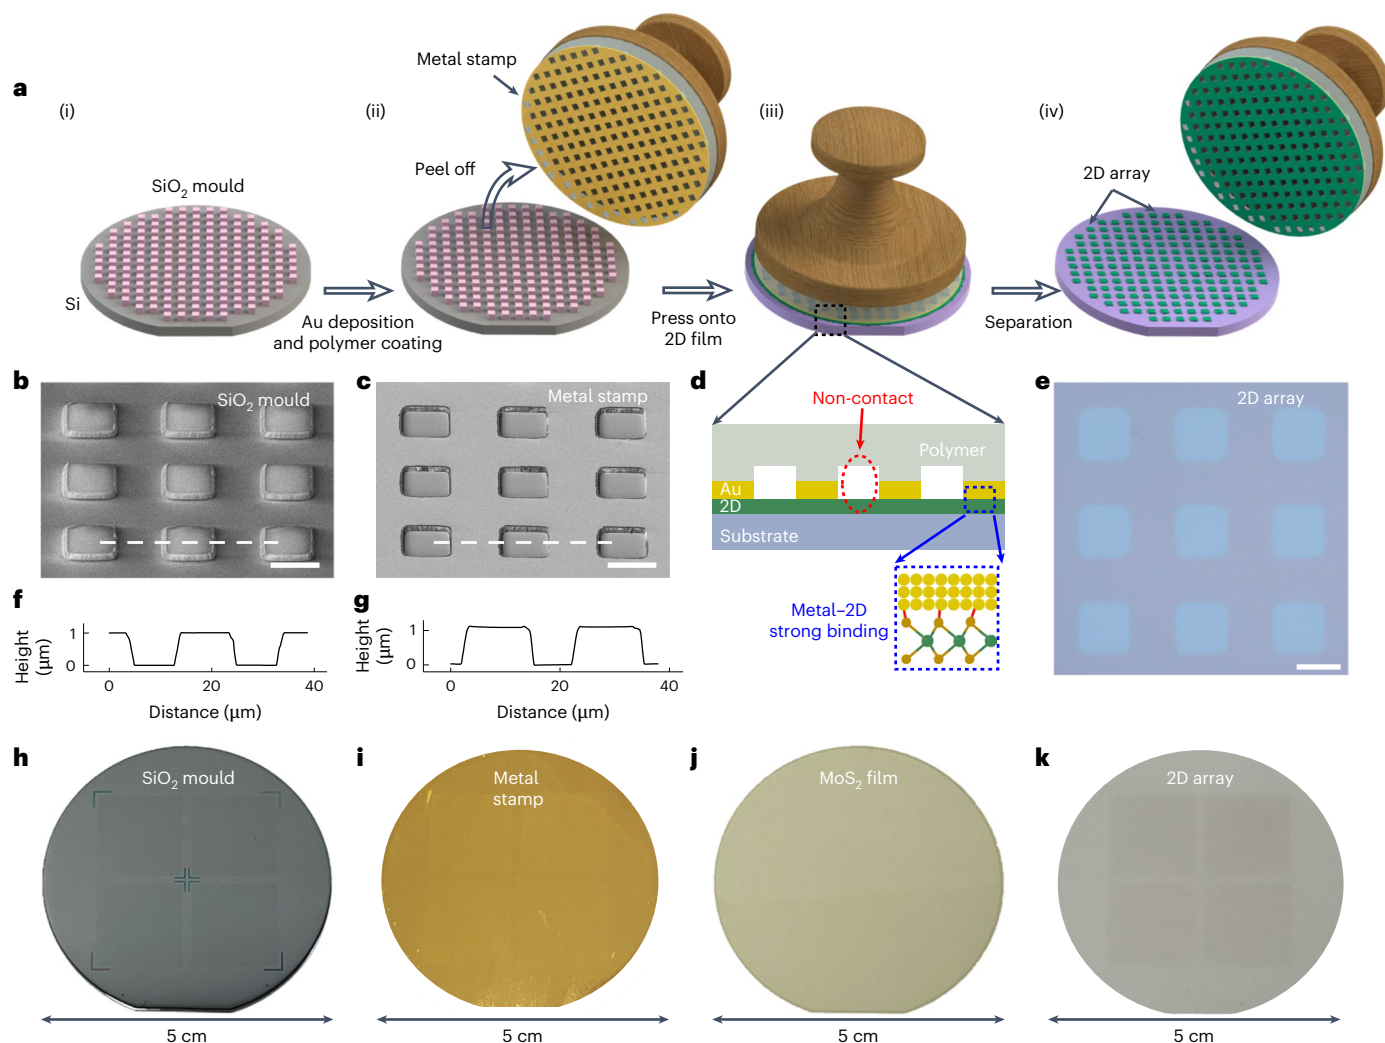 a
(i)
(ii)
(iii)
(iv)
Metal stamp
Peel off
SiO2 mould
Si
2D array
Au deposition
and polymer coating
Press onto
2D film
Separation
b
SiO2 mould
c
Metal stamp
d
Non-contact
Polymer
Au
2D
Substrate
Metal–2D
strong binding
e
2D array
f
Height
(μm)
1
0
0
20
40
Distance (μm)
g
Height
(μm)
1
0
0
20
40
Distance (μm)
h
SiO2 mould
5 cm
i
Metal
stamp
5 cm
j
MoS2 film
5 cm
k
2D array
5 cm